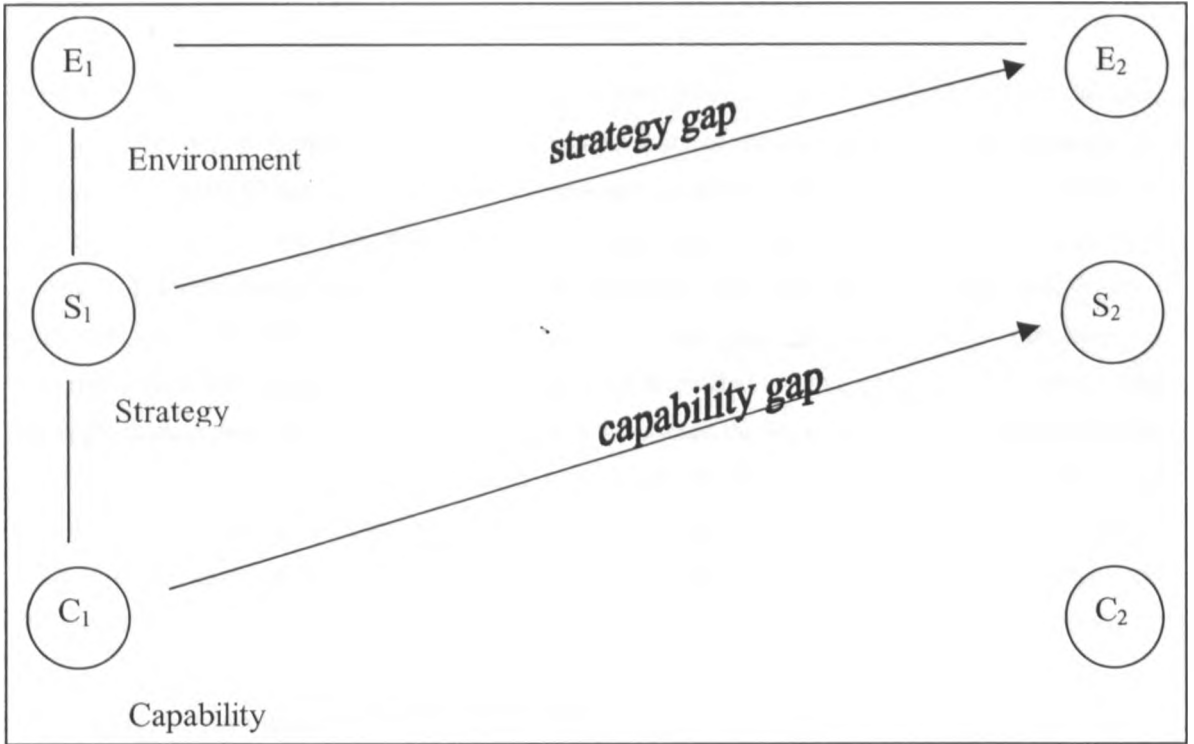 E₁
E₂
strategy gap
Environment
S₁
S₂
capability gap
Strategy
C₁
C₂
Capability